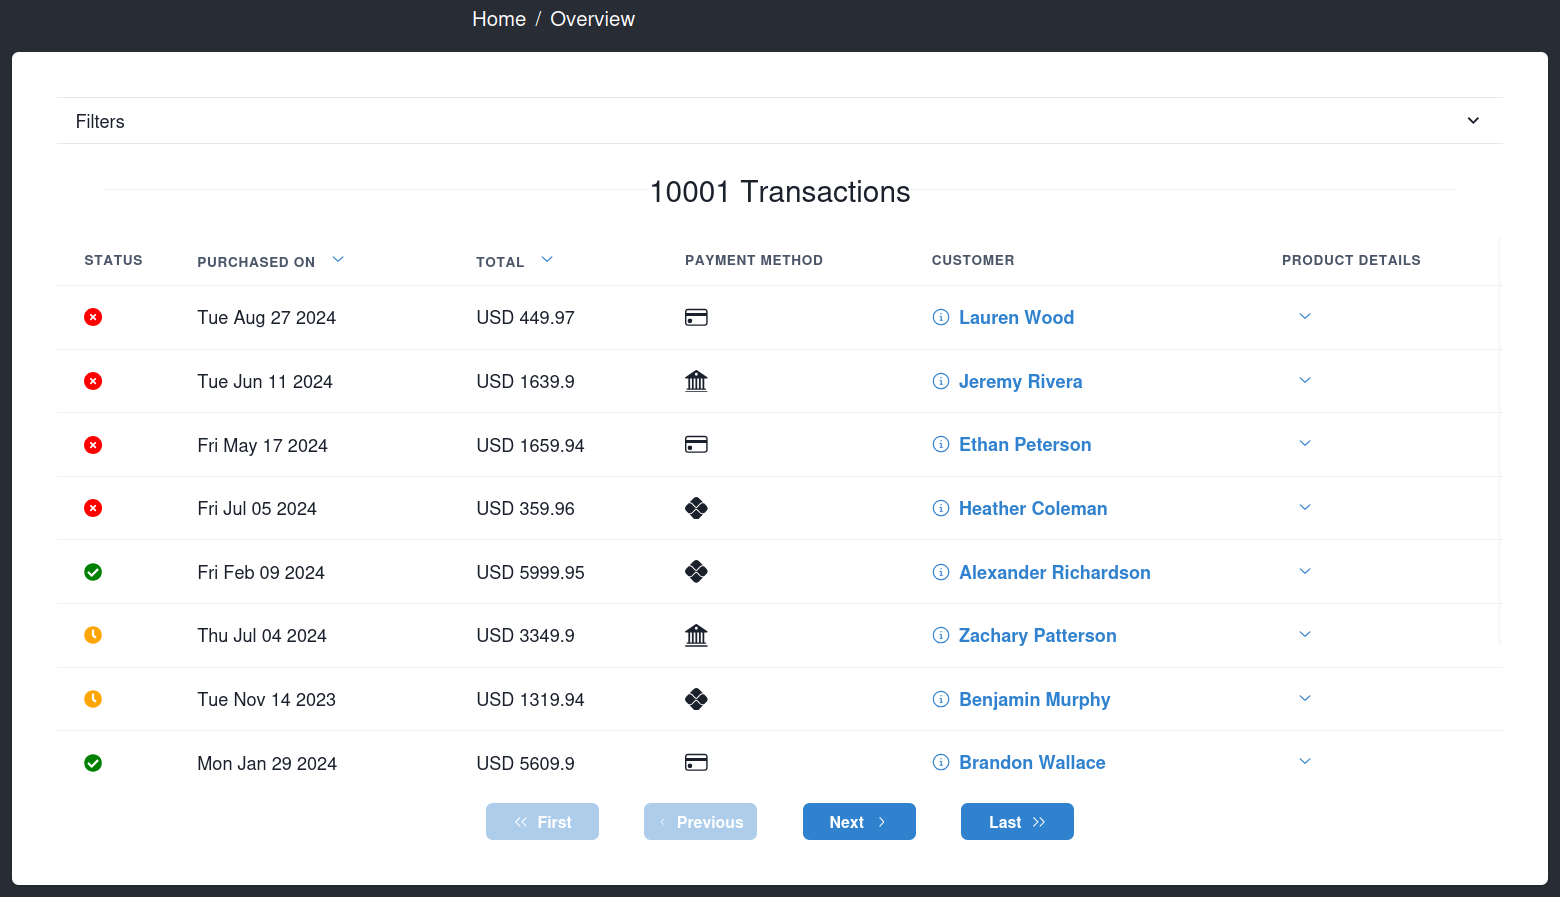 Home / Overview
Filters
10001 Transactions
STATUS PURCHASED ON TOTAL PAYMENT METHOD CUSTOMER PRODUCT DETAILS
Tue Aug 27 2024 USD 449.97 Lauren Wood
Tue Jun 11 2024 USD 1639.9 Jeremy Rivera
Fri May 17 2024 USD 1659.94 Ethan Peterson
Fri Jul 05 2024 USD 359.96 Heather Coleman
Fri Feb 09 2024 USD 5999.95 Alexander Richardson
Thu Jul 04 2024 USD 3349.9 Zachary Patterson
Tue Nov 14 2023 USD 1319.94 Benjamin Murphy
Mon Jan 29 2024 USD 5609.9 Brandon Wallace
First Previous Next Last